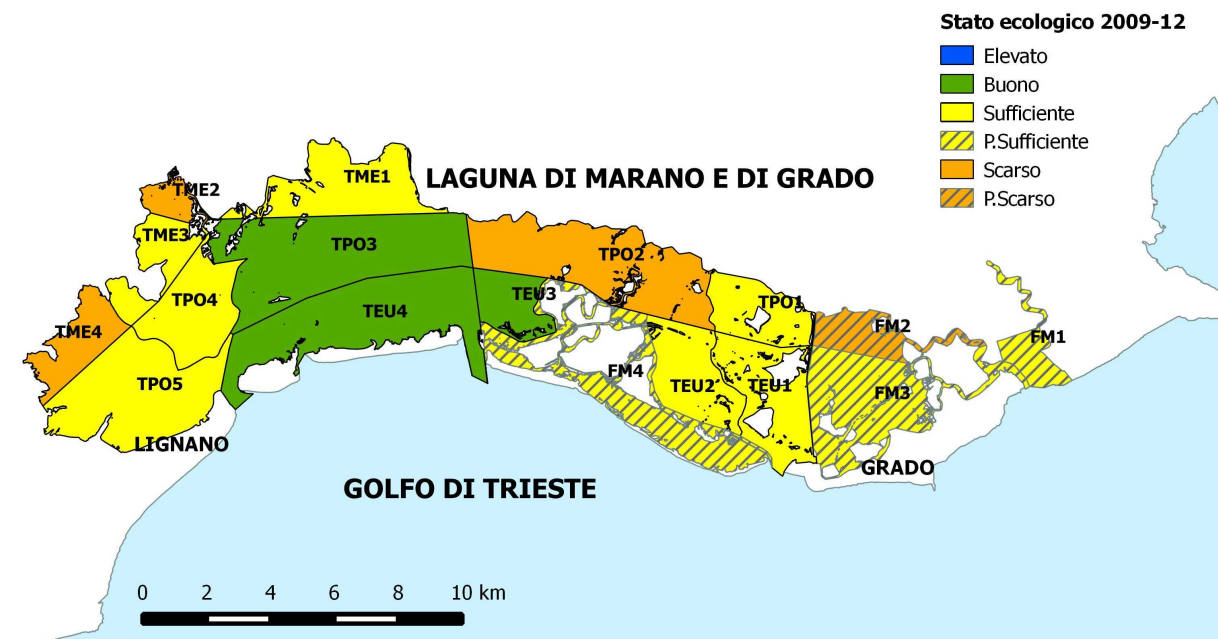 Stato ecologico 2009-12
Elevato
Buono
Sufficiente
P.Sufficiente
Scarso
P.Scarso
LAGUNA DI MARANO E DI GRADO
TME1
TME2
TME3
TPO3
TPO2
TPO4
TEU3
TPO1
TEU4
TME4
FM2
FM1
FM4
TPO5
TEU2
TEU1
FM3
LIGNANO
GRADO
GOLFO DI TRIESTE
0 2 4 6 8 10 km